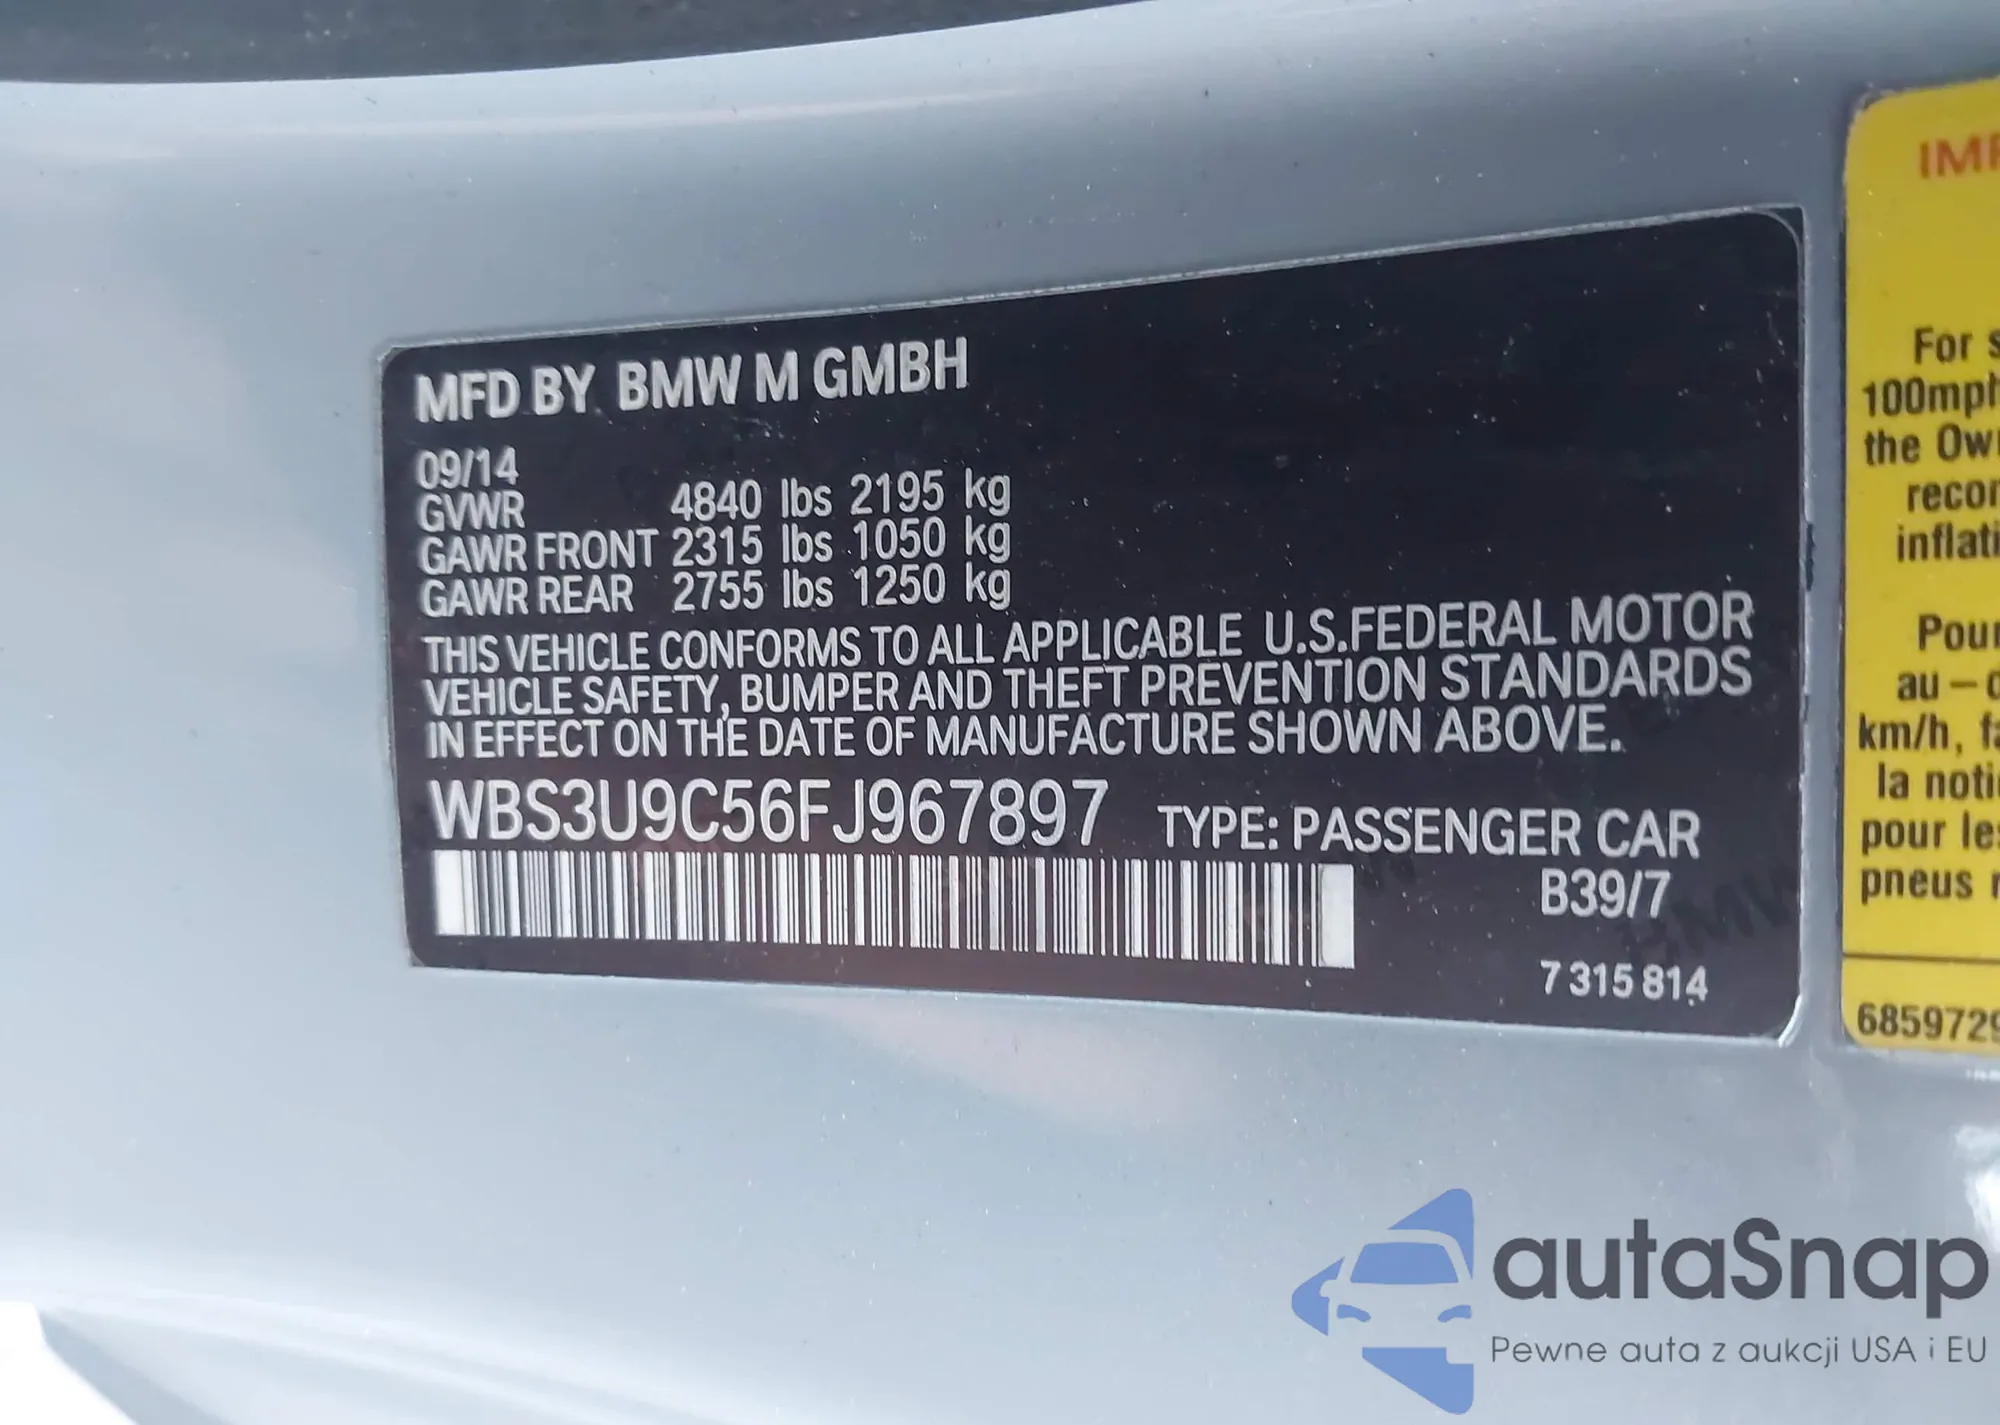 MFD BY BMW M GMBH
09/14
GVWR 4840 lbs 2195 kg
GAWR FRONT 2315 lbs 1050 kg
GAWR REAR 2755 lbs 1250 kg
THIS VEHICLE CONFORMS TO ALL APPLICABLE U.S.FEDERAL MOTOR
VEHICLE SAFETY, BUMPER AND THEFT PREVENTION STANDARDS
IN EFFECT ON THE DATE OF MANUFACTURE SHOWN ABOVE.
WBS3U9C56FJ967897 TYPE: PASSENGER CAR
B39/7
7 315 814
For
100mph
the
Pour
km/h,
la
pour
pneus
autaSnap
Pewne auta z aukcji USA i EU